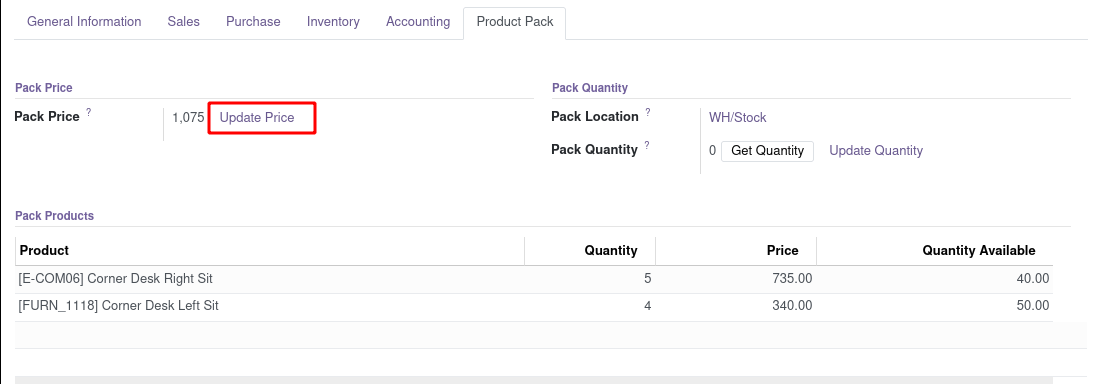 General Information Sales Purchase Inventory Accounting Product Pack
Pack Price
Pack Price ? 1,075 Update Price
Pack Quantity
Pack Location ? WH/Stock
Pack Quantity ? 0 Get Quantity Update Quantity
Pack Products
Product Quantity Price Quantity Available
[E-COM06] Corner Desk Right Sit 5 735.00 40.00
[FURN_1118] Corner Desk Left Sit 4 340.00 50.00